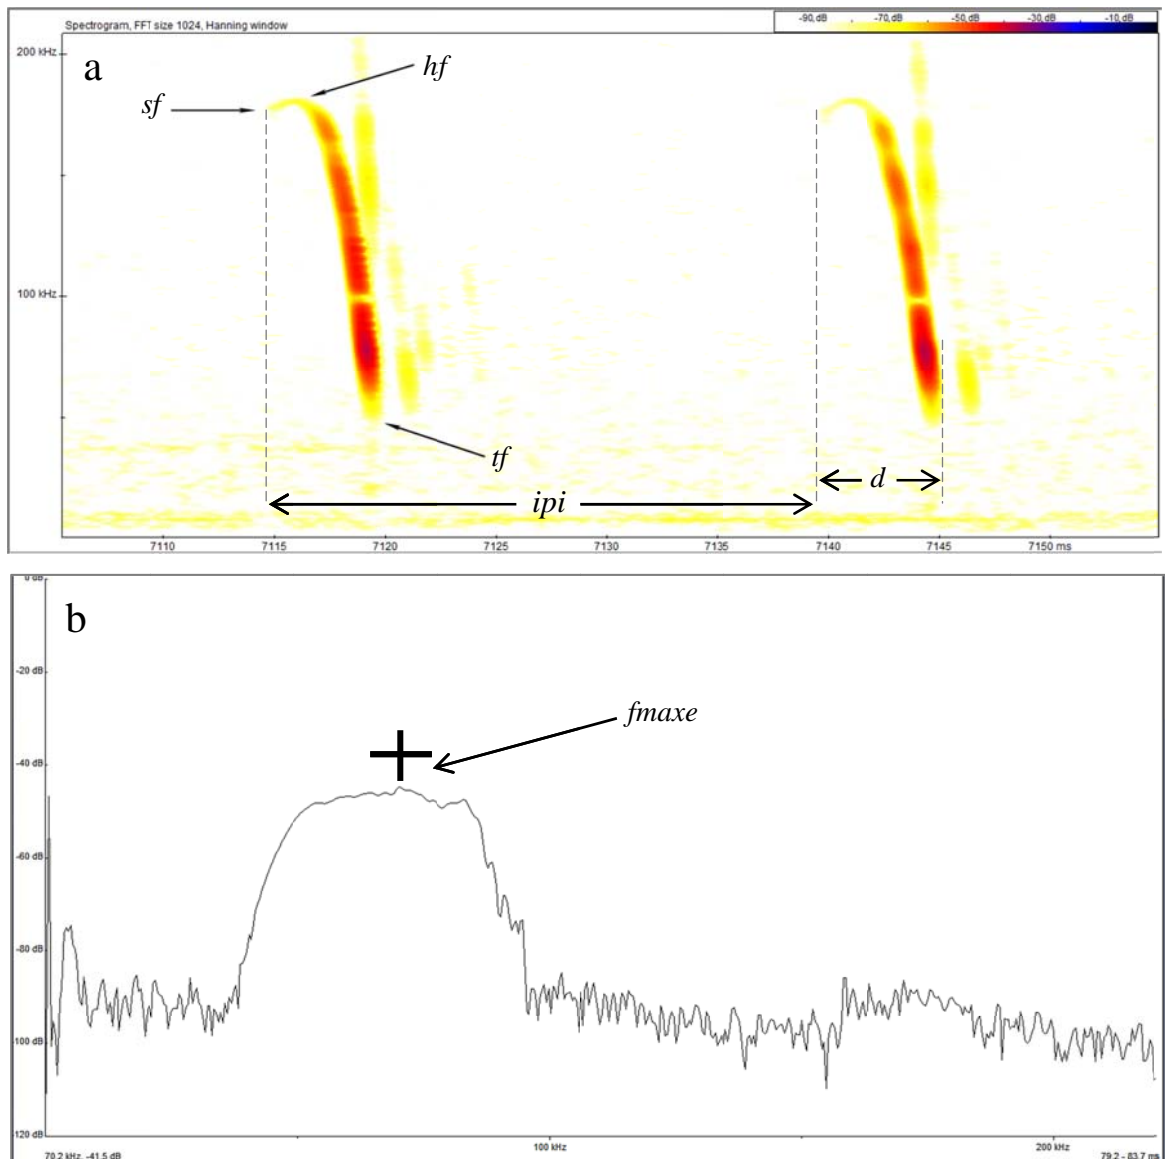 Spectrogram, FFT size 1024, Hanning window
-90,dB -70,dB -50,dB -30,dB -10,dB
200 kHz
a
hf
sf
100 kHz
tf
d
ipi
7110 7115 7120 7125 7130 7135 7140 7145 7150 ms
0 dB
b
-20 dB
fmaxe
-40 dB
-60 dB
-80 dB
-100 dB
-120 dB
100 kHz 200 kHz
70.2 kHz, -41.5 dB 79.2 - 83.7 ms